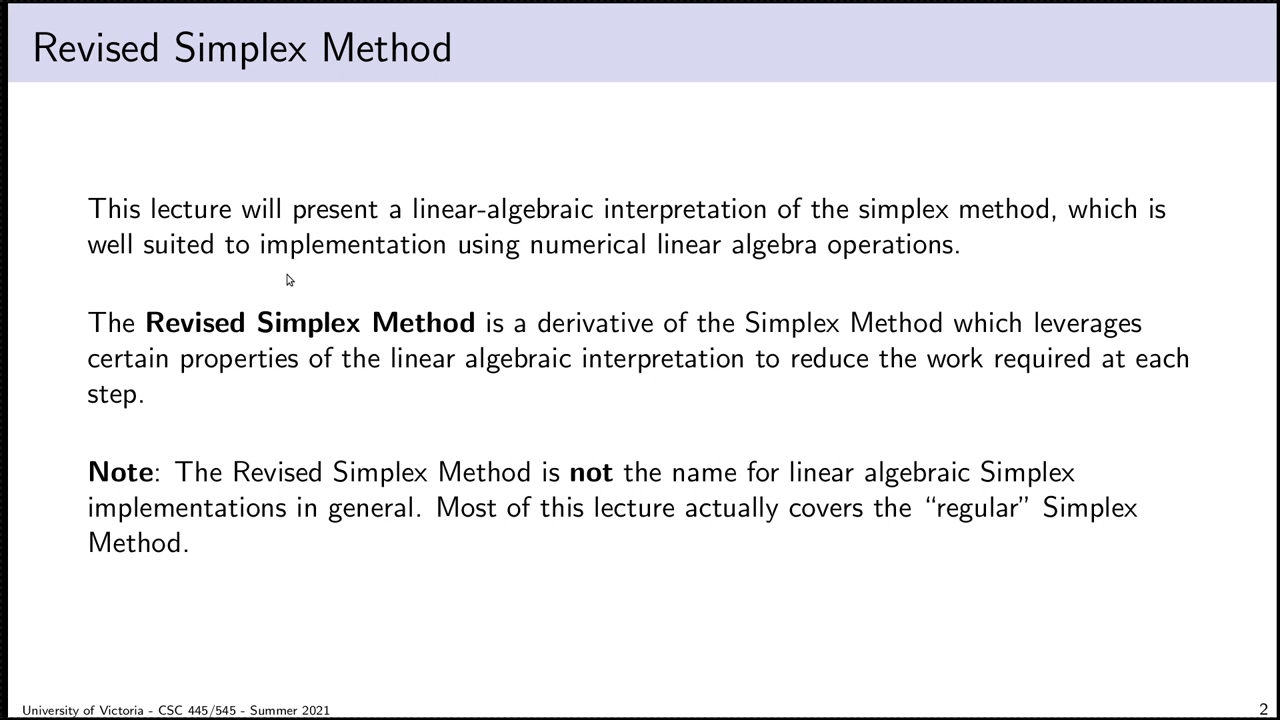 Revised Simplex Method
This lecture will present a linear-algebraic interpretation of the simplex method, which is
well suited to implementation using numerical linear algebra operations.
The Revised Simplex Method is a derivative of the Simplex Method which leverages
certain properties of the linear algebraic interpretation to reduce the work required at each
step.
Note: The Revised Simplex Method is not the name for linear algebraic Simplex
implementations in general. Most of this lecture actually covers the “regular” Simplex
Method.
University of Victoria - CSC 445/545 - Summer 2021
2